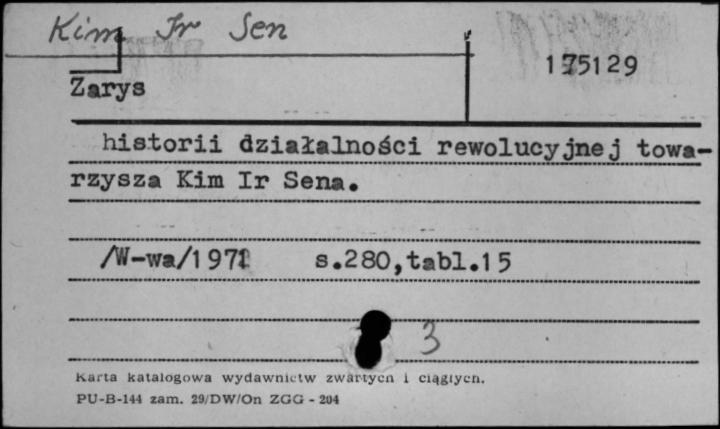 Kim Ir Sen
175129
Zarys
historii działalności rewolucyjnej towa-
rzysza Kim Ir Sena.
/W-wa/1971 s.280,tabl.15
3
Karta katalogowa wydawnictw zwartych i ciągłych.
PU-B-144 zam. 29/DW/On ZGG - 204